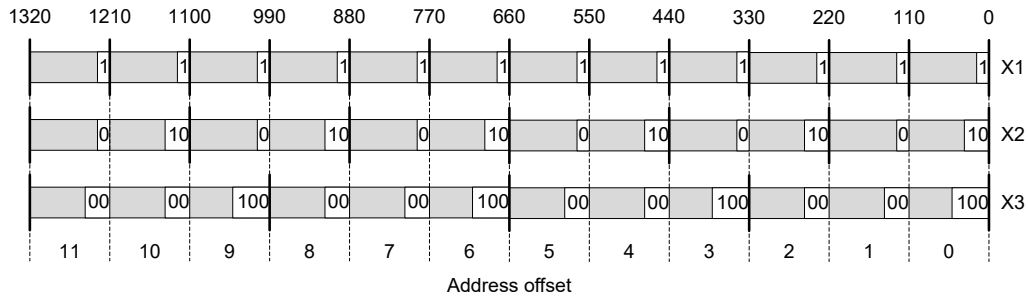 1320 1210 1100 990 880 770 660 550 440 330 220 110 0
1 1 1 1 1 1 1 1 1 1 1 1 X1
0 10 0 10 0 10 0 10 0 10 0 10 X2
00 00 100 00 00 100 00 00 100 00 00 100 X3
11 10 9 8 7 6 5 4 3 2 1 0
Address offset